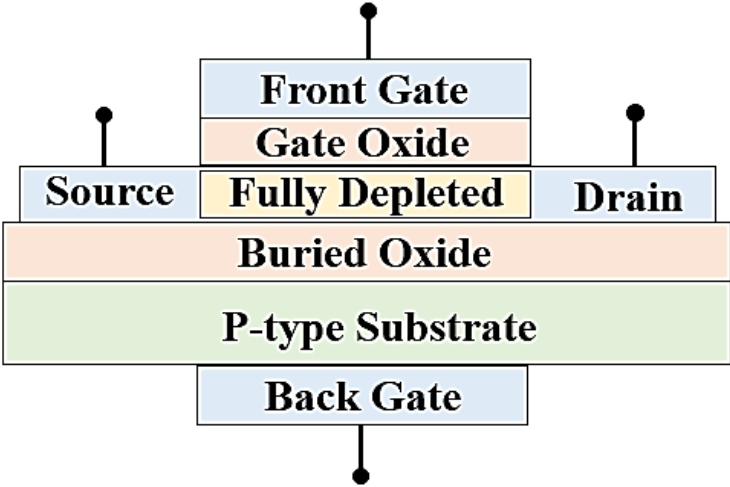 Front Gate
Gate Oxide
Source
Fully Depleted
Drain
Buried Oxide
P-type Substrate
Back Gate